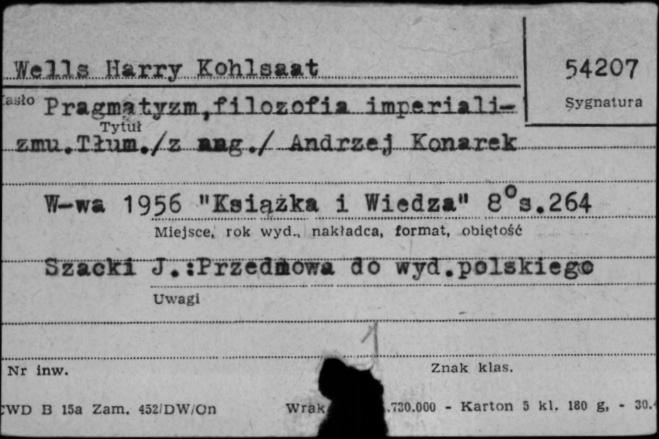 Wells Harry Kohlsaat
54207
Sygnatura
Pragmatyzm,filozofia imperiali-
Tytuł
zmu.Tłum./z ang./ Andrzej Konarek
W-wa 1956 "Książka i Wiedza" 8° s.264
Miejsce, rok wyd., nakładca, format, objętość
Szacki J.:Przedmowa do wyd.polskiego
Uwagi
1
Nr inw.
Znak klas.
CWD B 15a Zam. 452/DW/On Wrak .730.000 - Karton 5 kl. 180 g, - 30.